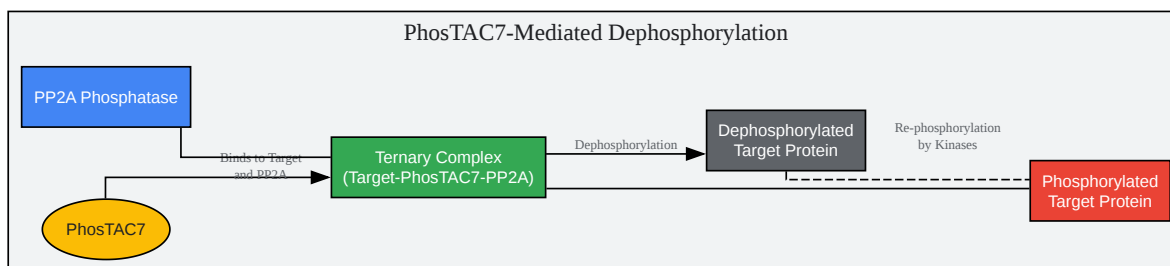 PhosTAC7-Mediated Dephosphorylation
PP2A Phosphatase
Binds to Target
and PP2A
PhosTAC7
Ternary Complex
(Target-PhosTAC7-PP2A)
Dephosphorylation
Dephosphorylated
Target Protein
Re-phosphorylation
by Kinases
Phosphorylated
Target Protein